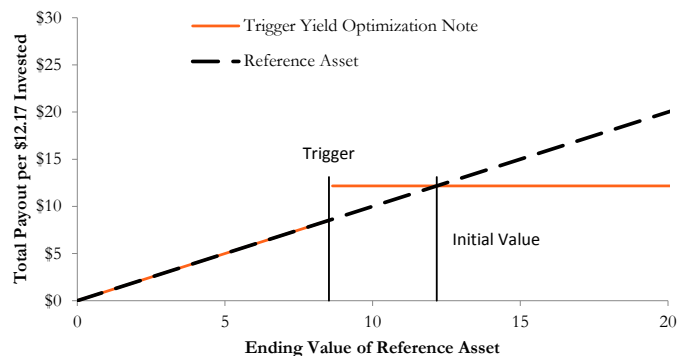 Trigger Yield Optimization Note
Reference Asset
Total Payout per $12.17 Invested
$30
$25
$20
$15
$10
$5
$0
Trigger
Initial Value
0
5
10
15
20
Ending Value of Reference Asset